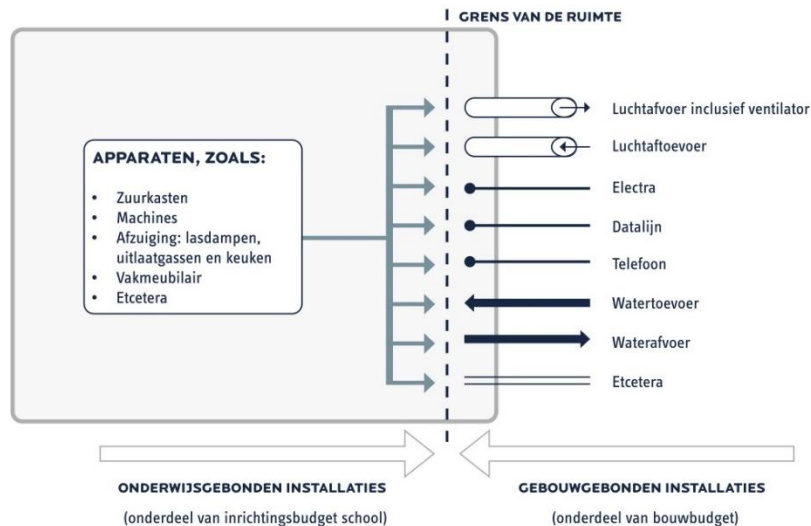 GRENS VAN DE RUIMTE
APPARATEN, ZOALS:
• Zuurkasten
• Machines
• Afzuiging: lasdampen,
uitlaatgassen en keuken
• Vakmeubilair
• Etcetera
Luchtafvoer inclusief ventilator
Luchtaftoevoer
Electra
Datalijn
Telefoon
Watertoevoer
Waterafvoer
Etcetera
ONDERWIJSGEBONDEN INSTALLATIES
(onderdeel van inrichtingsbudget school)
GEBOUWGEBONDEN INSTALLATIES
(onderdeel van bouwbudget)